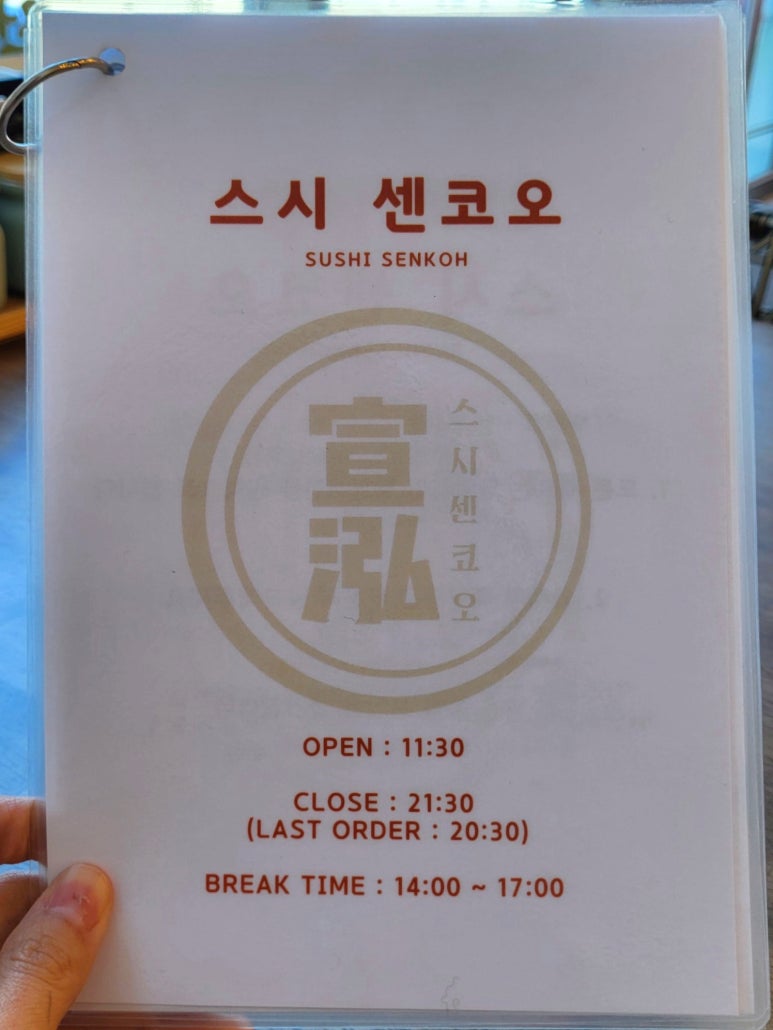 스시 센코오
SUSHI SENKOH
宣泓
스시센코오
OPEN : 11:30
CLOSE : 21:30
(LAST ORDER : 20:30)
BREAK TIME : 14:00 ~ 17:00